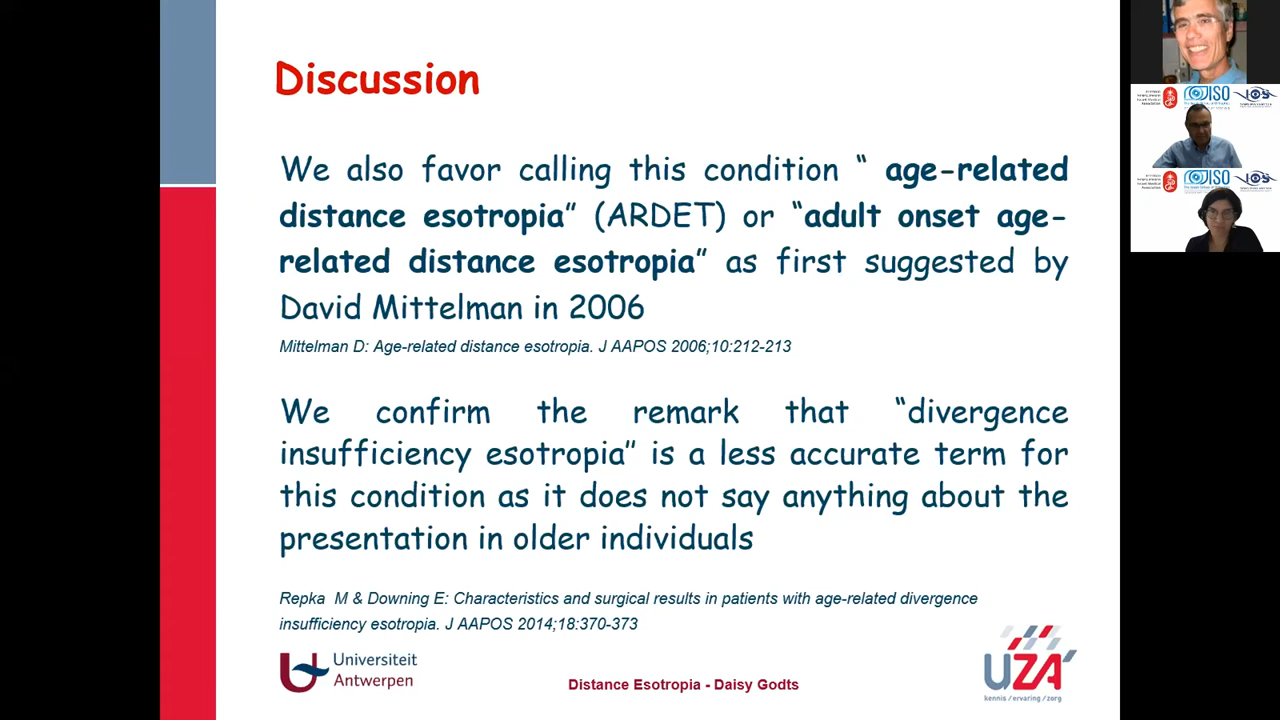 Discussion
We also favor calling this condition “ age-related
distance esotropia” (ARDET) or “adult onset age-
related distance esotropia” as first suggested by
David Mittelman in 2006
Mittelman D: Age-related distance esotropia. J AAPOS 2006;10:212-213
We confirm the remark that “divergence
insufficiency esotropia” is a less accurate term for
this condition as it does not say anything about the
presentation in older individuals
Repka M & Downing E: Characteristics and surgical results in patients with age-related divergence
insufficiency esotropia. J AAPOS 2014;18:370-373
Universiteit
Antwerpen
Distance Esotropia - Daisy Godts
UZA
kennis / ervaring / zorg
ISO
IOS
ISO
IOS